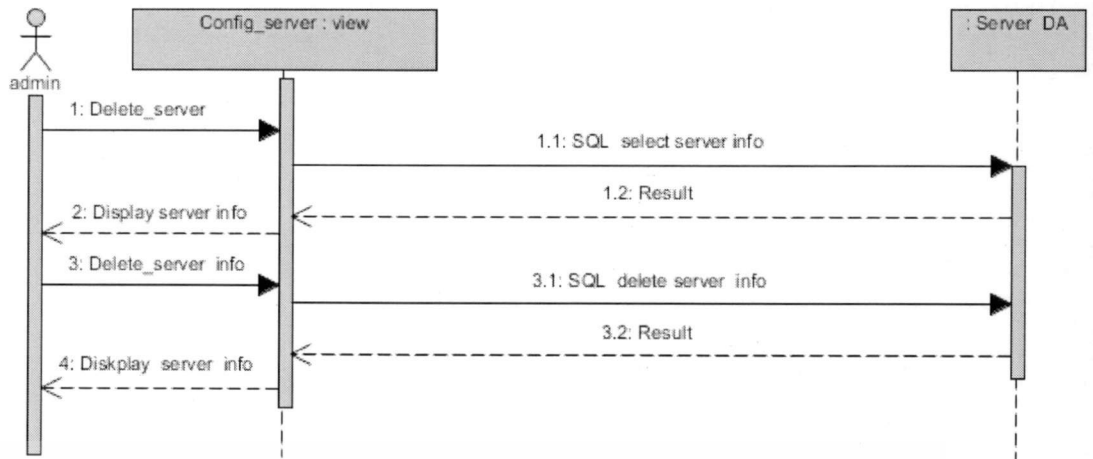 Config_server : view
: Server DA
admin
1: Delete_server
1.1: SQL select server info
1.2: Result
2: Display server info
3: Delete_server info
3.1: SQL delete server info
3.2: Result
4: Diskplay server info